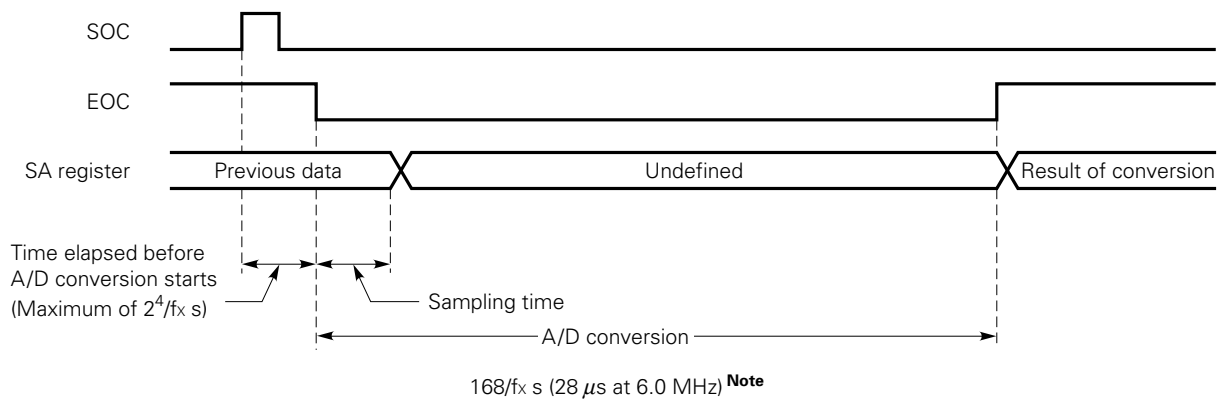 SOC
EOC
SA register
Previous data
Undefined
Result of conversion
Time elapsed before
A/D conversion starts
(Maximum of 2⁴/fx s)
Sampling time
A/D conversion
168/fx s (28 µs at 6.0 MHz) Note